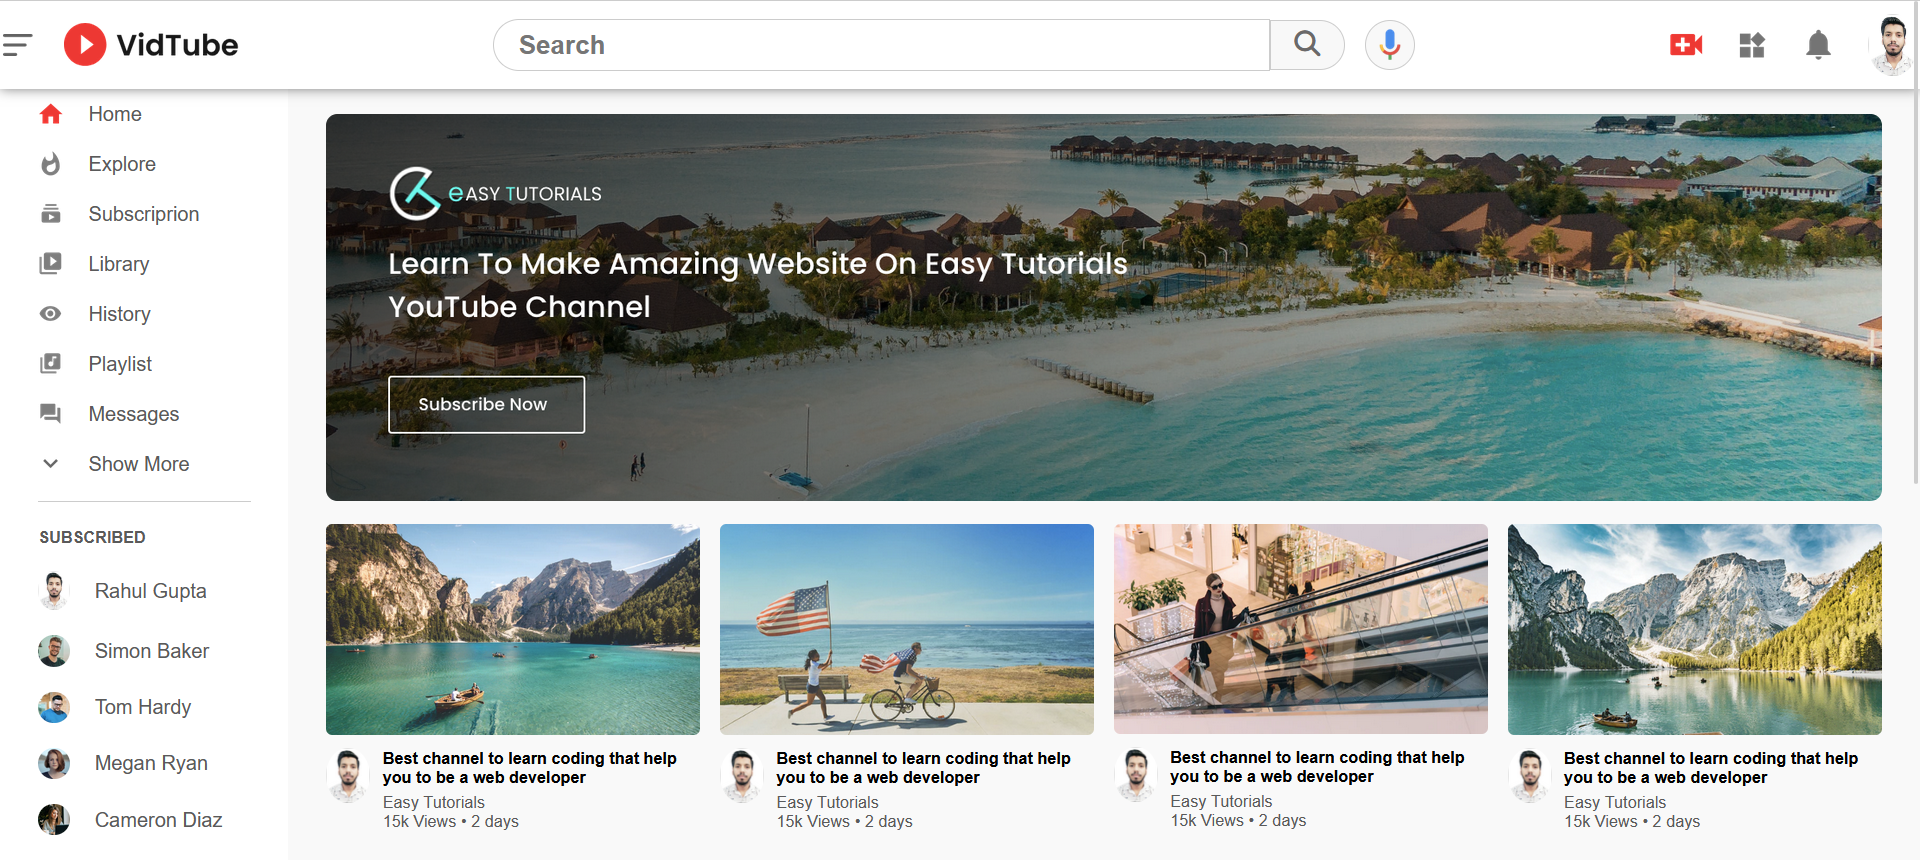 VidTube
Search
Home
Explore
Subscriprion
Library
History
Playlist
Messages
Show More
SUBSCRIBED
Rahul Gupta
Simon Baker
Tom Hardy
Megan Ryan
Cameron Diaz
eASY TUTORIALS
Learn To Make Amazing Website On Easy Tutorials
YouTube Channel
Subscribe Now
Best channel to learn coding that help
you to be a web developer
Easy Tutorials
15k Views • 2 days
Best channel to learn coding that help
you to be a web developer
Easy Tutorials
15k Views • 2 days
Best channel to learn coding that help
you to be a web developer
Easy Tutorials
15k Views • 2 days
Best channel to learn coding that help
you to be a web developer
Easy Tutorials
15k Views • 2 days